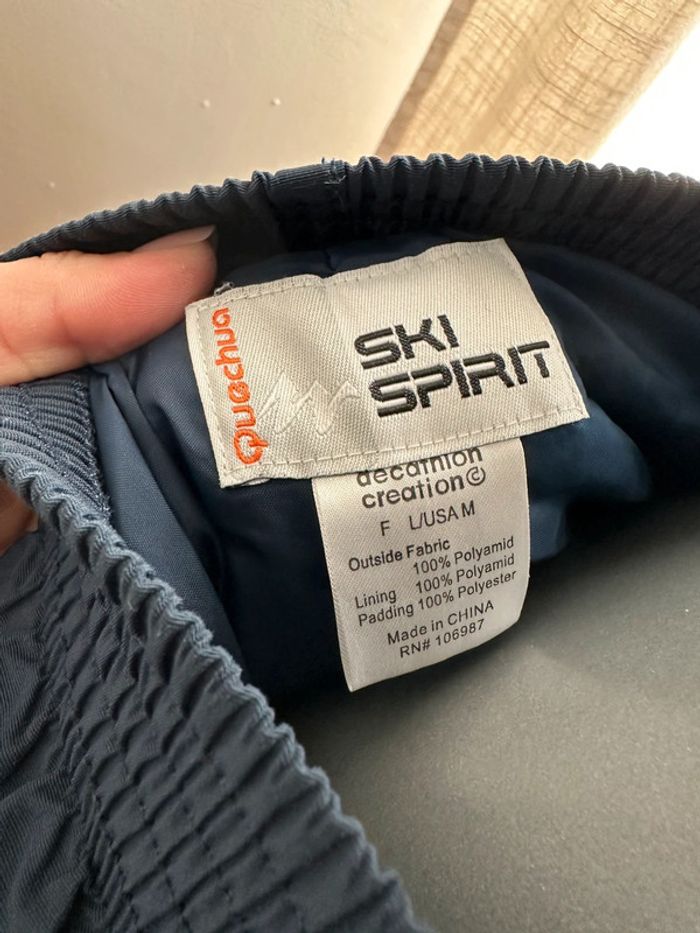 Quechua
SKI
SPIRIT
decathlon
creation©
F L/USA M
Outside Fabric
100% Polyamid
Lining 100% Polyamid
Padding 100% Polyester
Made in CHINA
RN# 106987